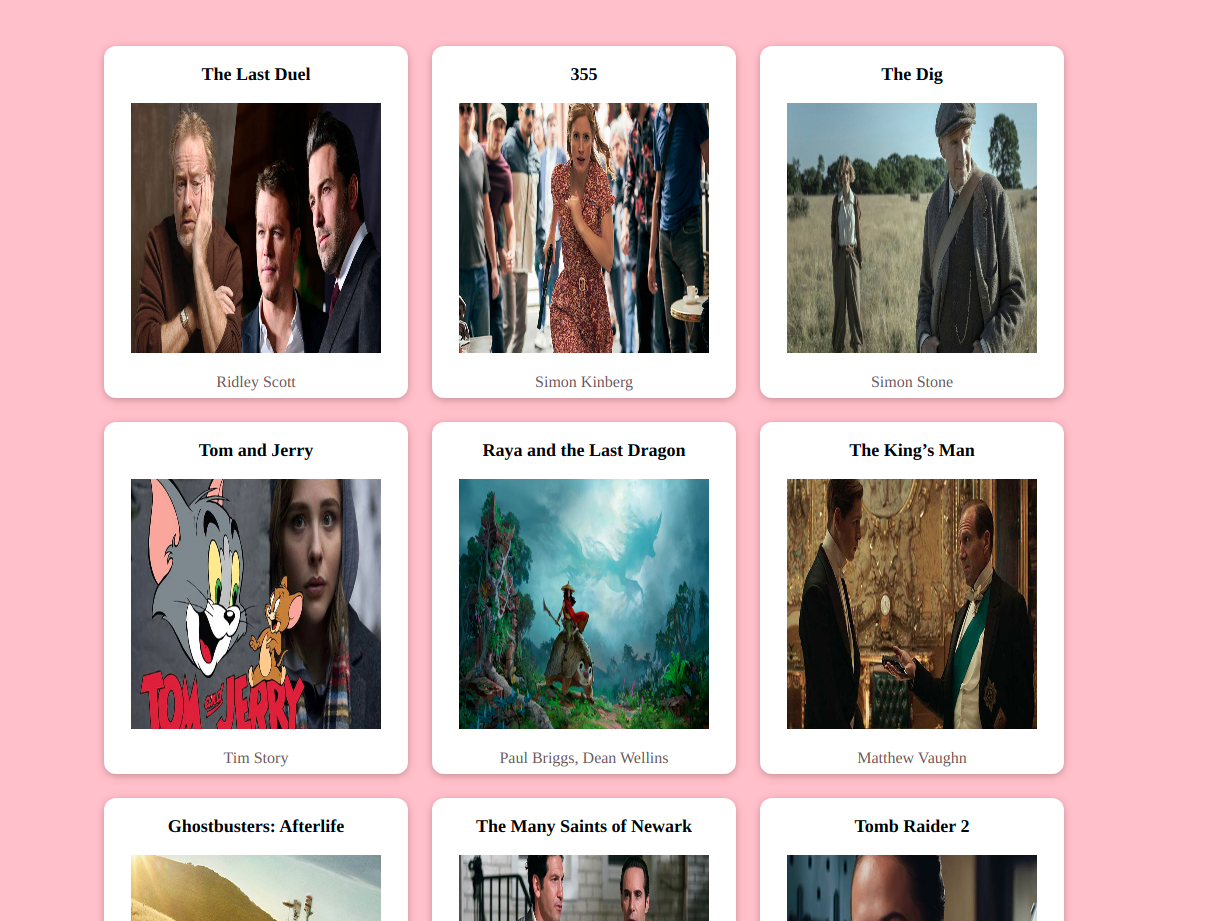 The Last Duel
355
The Dig
Ridley Scott
Simon Kinberg
Simon Stone
Tom and Jerry
Raya and the Last Dragon
The King’s Man
TOM and JERRY
Tim Story
Paul Briggs, Dean Wellins
Matthew Vaughn
Ghostbusters: Afterlife
The Many Saints of Newark
Tomb Raider 2